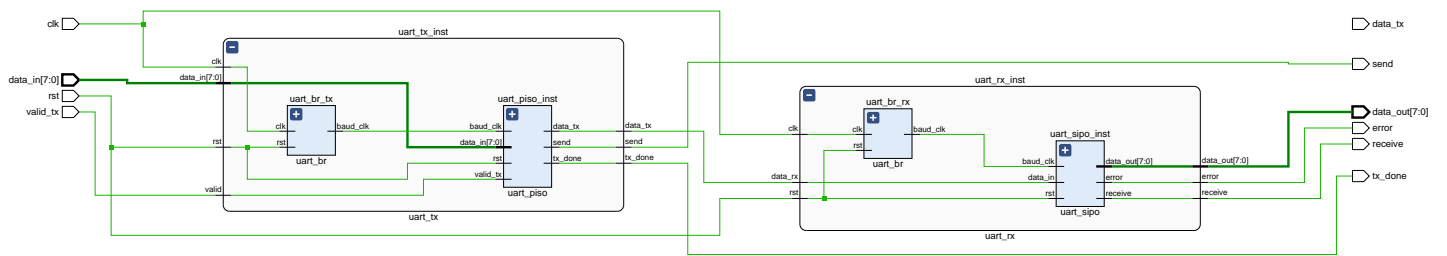 clk
data_in[7:0]
rst
valid_tx
uart_tx_inst
clk
data_in[7:0]
rst
valid
uart_br_tx
clk
rst
baud_clk
uart_br
uart_piso_inst
baud_clk
data_in[7:0]
rst
valid_tx
data_tx
send
tx_done
uart_piso
data_tx
send
tx_done
uart_tx
uart_rx_inst
clk
data_rx
rst
uart_br_rx
clk
rst
baud_clk
uart_br
uart_sipo_inst
baud_clk
data_in
rst
data_out[7:0]
error
receive
uart_sipo
data_out[7:0]
error
receive
uart_rx
data_tx
send
data_out[7:0]
error
receive
tx_done